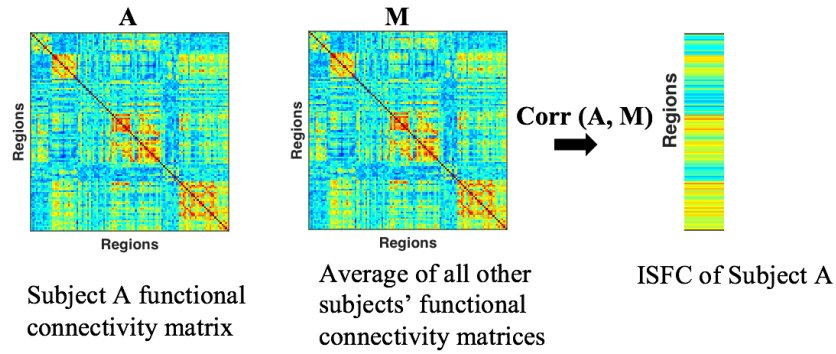 A
M
Regions
Regions
Regions
Regions
Corr (A, M)
Regions
Subject A functional
connectivity matrix
Average of all other
subjects’ functional
connectivity matrices
ISFC of Subject A